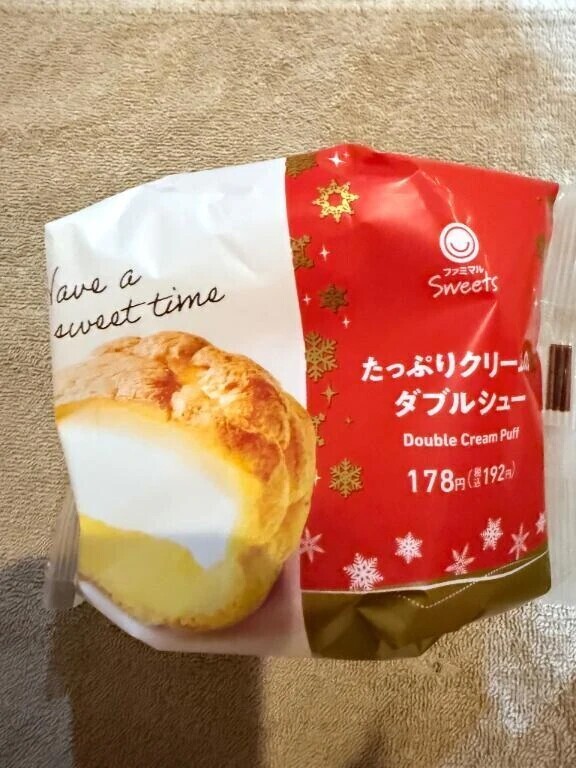 Have a
sweet time
ファミマル
Sweets
たっぷりクリームの
ダブルシュー
Double Cream Puff
178円(税込192円)